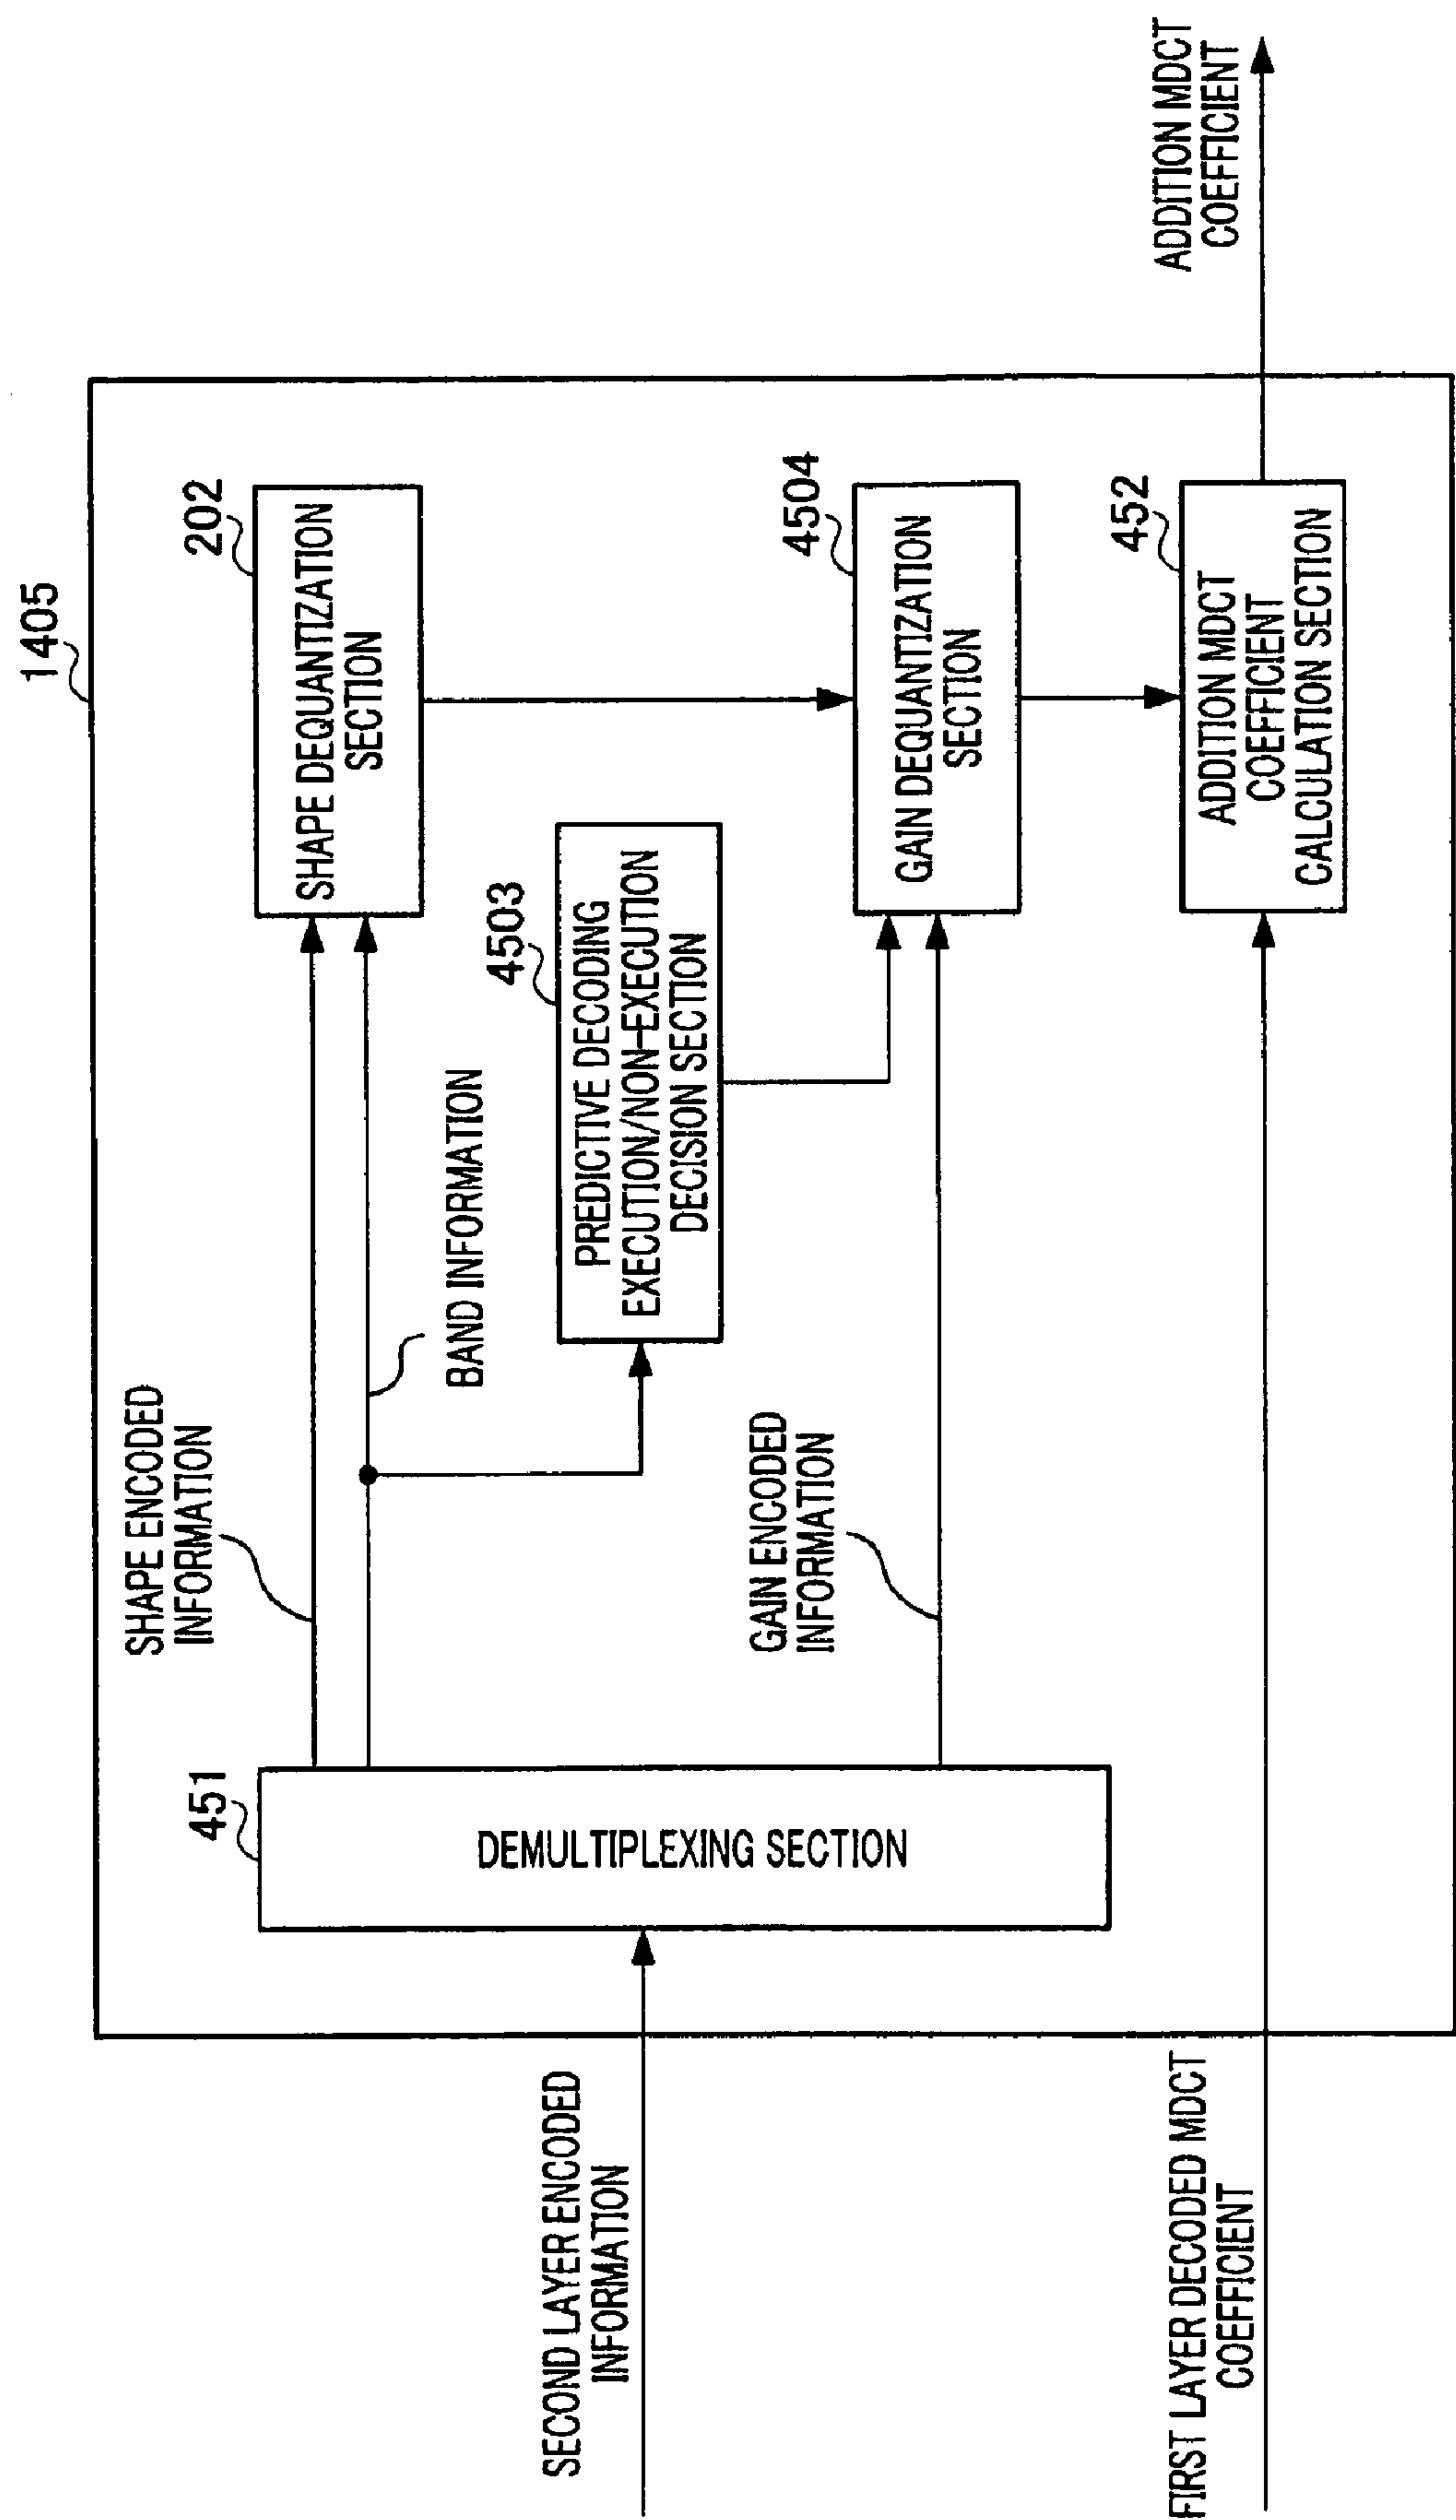 1405
SECOND LAYER ENCODED
INFORMATION
451
DEMULTIPLEXING SECTION
SHAPE ENCODED
INFORMATION
BAND INFORMATION
202
SHAPE DEQUANTIZATION
SECTION
4503
PREDICTIVE DECODING
EXECUTION/NON-EXECUTION
DECISION SECTION
GAIN ENCODED
INFORMATION
4504
GAIN DEQUANTIZATION
SECTION
FIRST LAYER DECODED MDCT
COEFFICIENT
452
ADDITION MDCT
COEFFICIENT
CALCULATION SECTION
ADDITION MDCT
COEFFICIENT